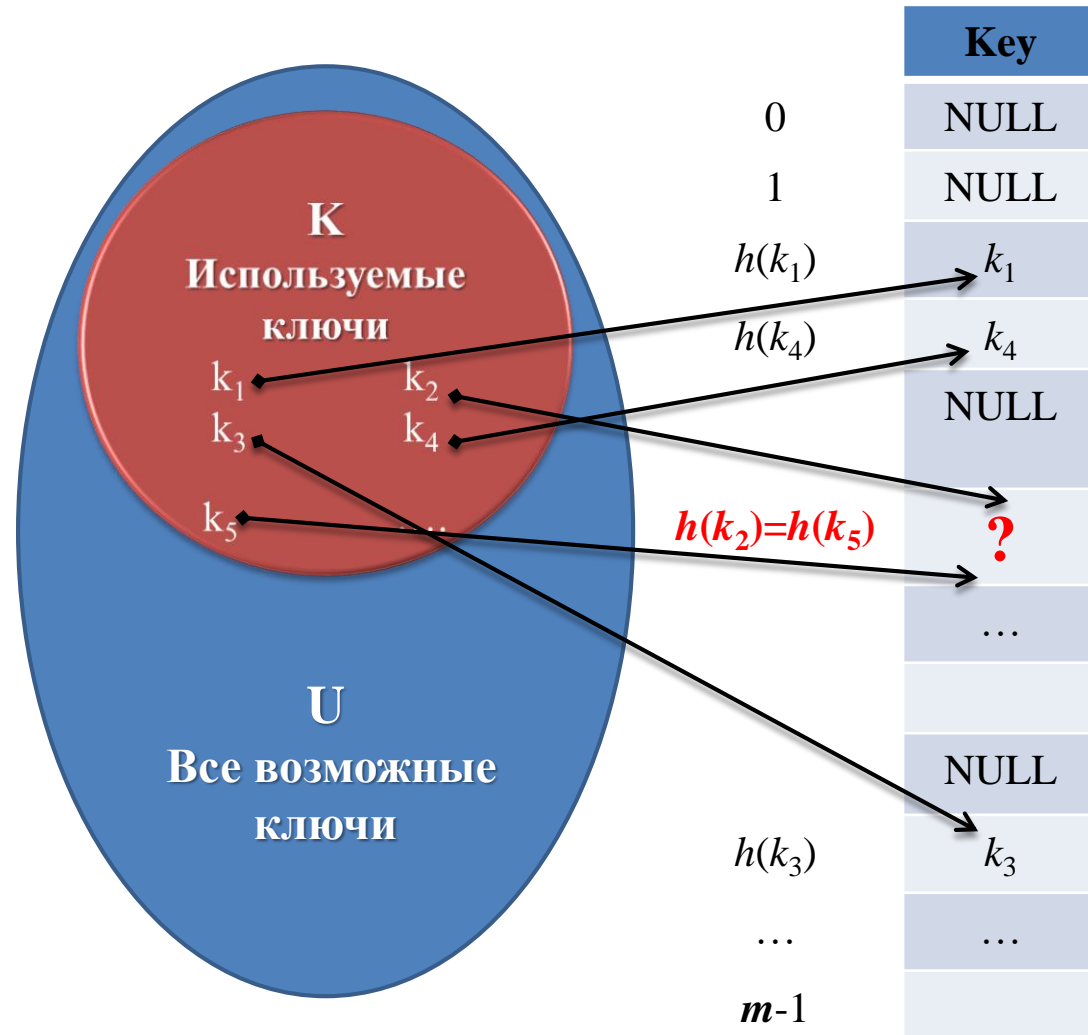 Key
0 NULL
1 NULL
h(k₁) k₁
h(k₄) k₄
NULL
h(k₂)=h(k₅) ?
…
NULL
h(k₃) k₃
… …
m-1
K
Используемые
ключи
k₁ k₂
k₃ k₄
k₅ …
U
Все возможные
ключи